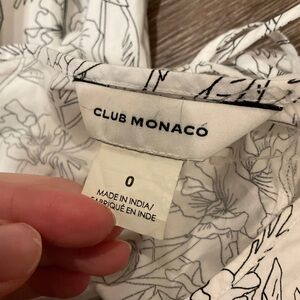 CLUB MONACO
0
MADE IN INDIA/
FABRIQUÉ EN INDE